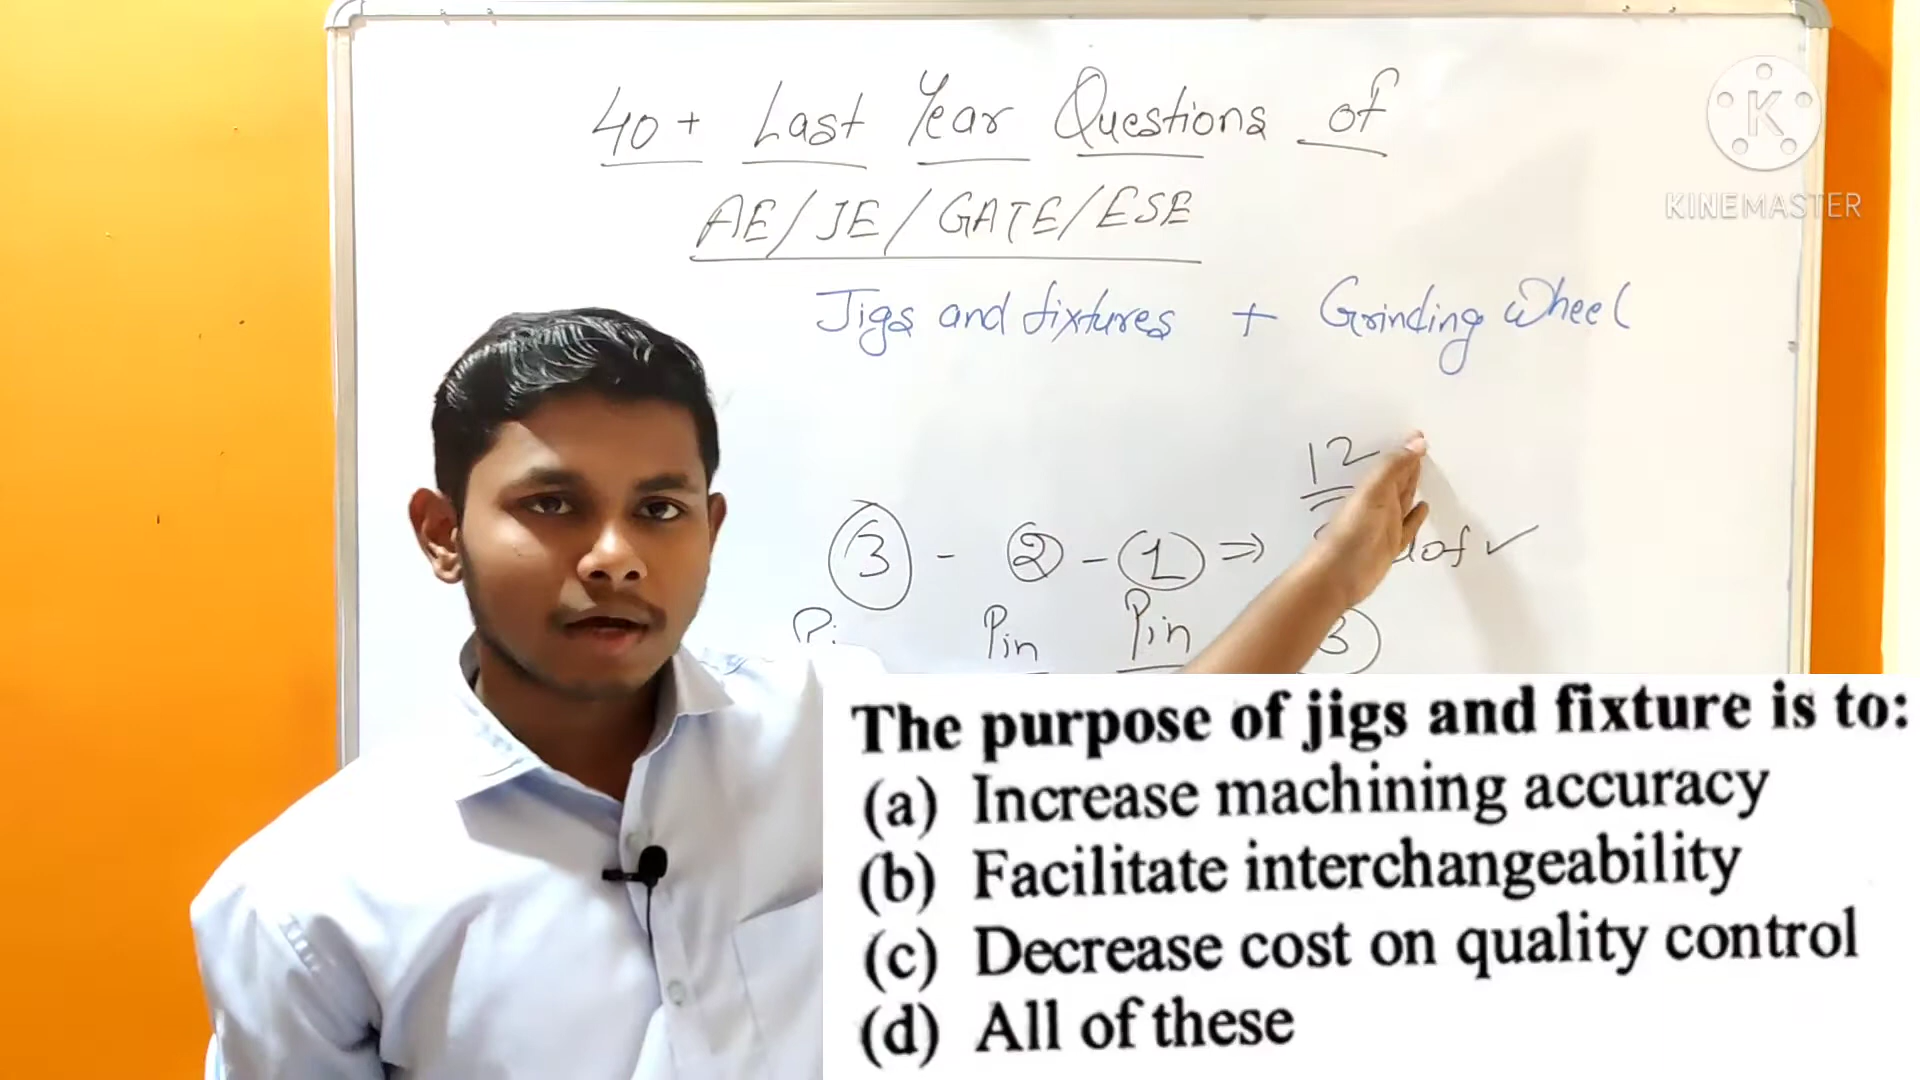 40+ Last Year Questions of
AE/JE/GATE/ESE
Jigs and fixtures + Grinding Wheel
12
3 - 2 - 1 ⇒ dof ✓
Pin Pin 3
K
KINEMASTER
The purpose of jigs and fixture is to:
(a) Increase machining accuracy
(b) Facilitate interchangeability
(c) Decrease cost on quality control
(d) All of these